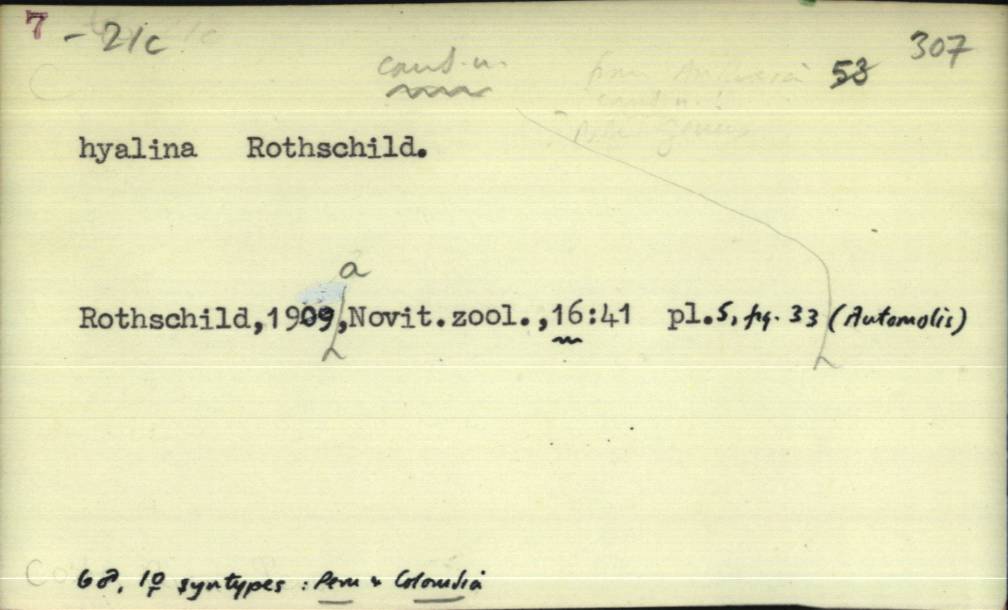 7 - 21c
307
comb. n.
53
hyalina Rothschild.
a
Rothschild,1909,Novit.zool.,16:41 pl.5, fig. 33 (Automolis)
6♂, 1♀ syntypes : Peru & Colombia